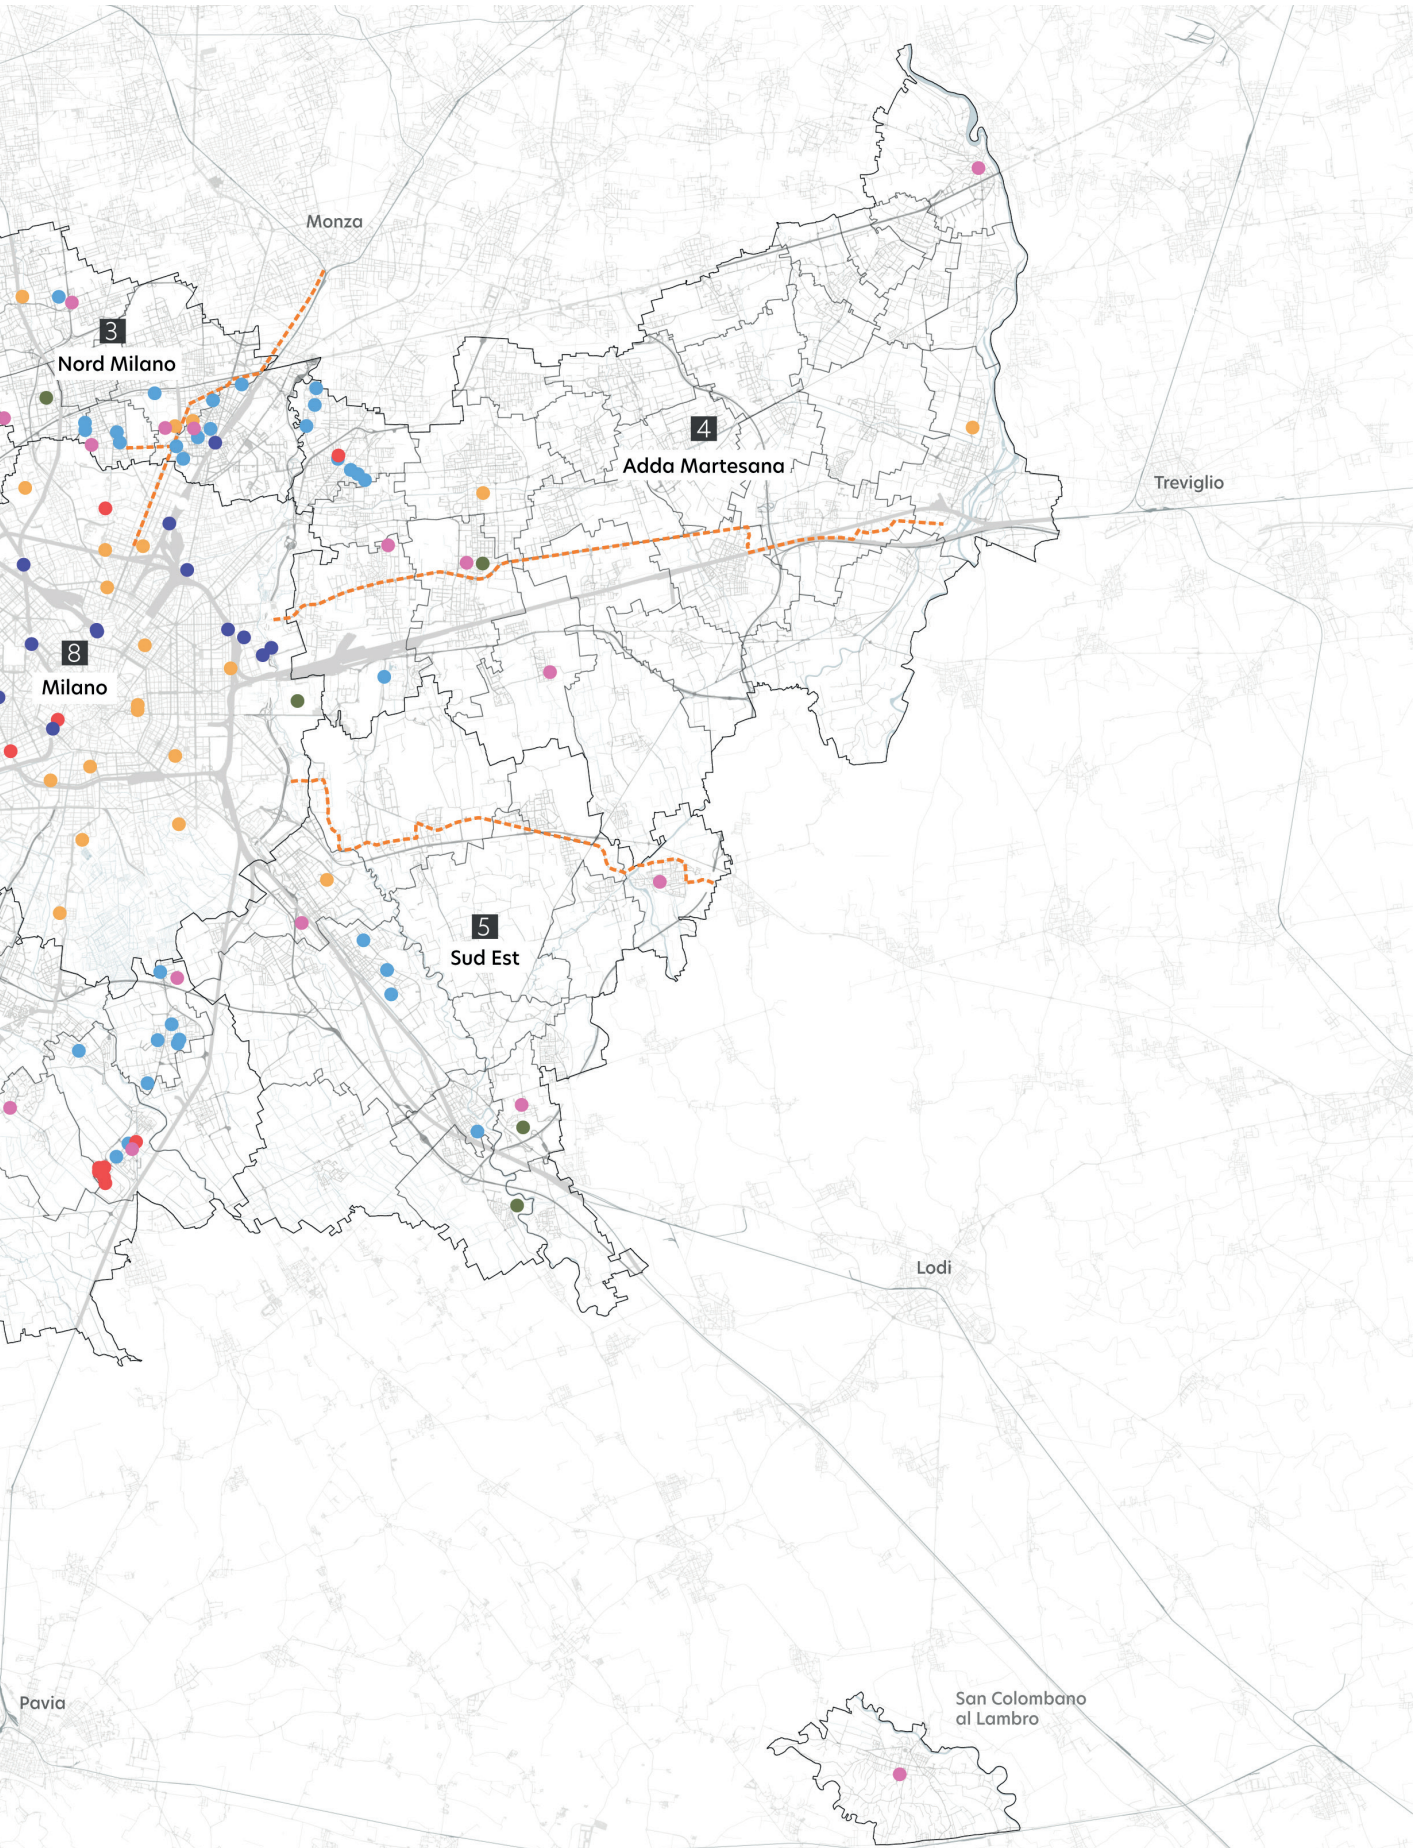 Monza
3
Nord Milano
4
Adda Martesana
Treviglio
8
Milano
5
Sud Est
Lodi
Pavia
San Colombano
al Lambro